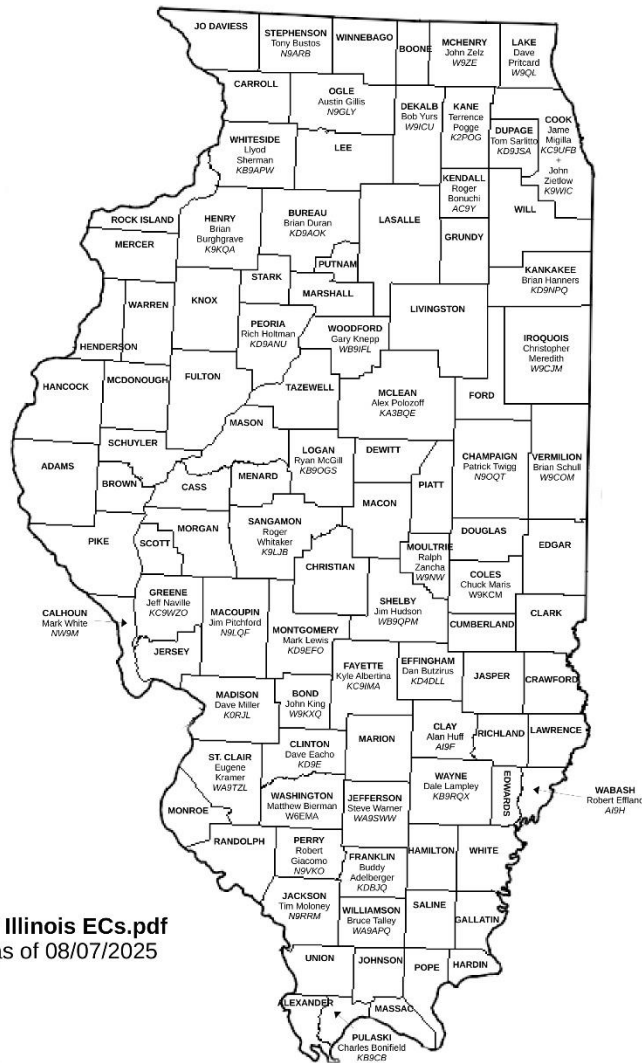 JO DAVIESS
STEPHENSON
Tony Bustos
N9ARB
WINNEBAGO
BOONE
MCHENRY
John Zelz
W9ZE
LAKE
Dave
Pritcard
W9QL
CARROLL
OGLE
Austin Gillis
N9GLY
DEKALB
Bob Yurs
W9ICU
KANE
Terrence
Pogge
K2POG
DUPAGE
Tom Sarlitto
KD9JSA
COOK
Jame
Migilla
KC9UFB
+
John
Zietlow
K9WIC
WHITESIDE
Llyod
Sherman
KB9APW
LEE
KENDALL
Roger
Bonuchi
AC9Y
WILL
ROCK ISLAND
HENRY
Brian
Burghgrave
K9KQA
BUREAU
Brian Duran
KD9AOK
LASALLE
GRUNDY
MERCER
PUTNAM
KANKAKEE
Brian Hanners
KD9NPQ
STARK
MARSHALL
KNOX
WARREN
HENDERSON
PEORIA
Rich Holtman
KD9ANU
WOODFORD
Gary Knepp
WB9IFL
LIVINGSTON
IROQUOIS
Christopher
Meredith
W9CJM
HANCOCK
MCDONOUGH
FULTON
TAZEWELL
MCLEAN
Alex Polozoff
KA3BQE
FORD
MASON
SCHUYLER
LOGAN
Ryan McGill
KB9OGS
DEWITT
CHAMPAIGN
Patrick Twigg
N9OQT
VERMILION
Brian Schull
W9COM
ADAMS
BROWN
CASS
MENARD
PIATT
MACON
PIKE
SCOTT
MORGAN
SANGAMON
Roger
Whitaker
K9LJB
CHRISTIAN
MOULTRIE
Ralph
Zancha
W9NW
DOUGLAS
EDGAR
COLES
Chuck Maris
W9KCM
GREENE
Jeff Naville
KC9WZO
MACOUPIN
Jim Pitchford
N9LQF
MONTGOMERY
Mark Lewis
KD9EFO
SHELBY
Jim Hudson
WB9QPM
CUMBERLAND
CLARK
CALHOUN
Mark White
NW9M
JERSEY
FAYETTE
Kyle Albertina
KC9IMA
EFFINGHAM
Dan Butzirus
KD4DLL
JASPER
CRAWFORD
MADISON
Dave Miller
K0RJL
BOND
John King
W9KXQ
CLAY
Alan Huff
AI9F
RICHLAND
LAWRENCE
ST. CLAIR
Eugene
Kramer
WA9TZL
CLINTON
Dave Eacho
KD9E
MARION
WAYNE
Dale Lampley
KB9RQX
EDWARDS
WABASH
Robert Effland
AI9H
MONROE
WASHINGTON
Matthew Bierman
W6EMA
JEFFERSON
Steve Warner
WA9SWW
RANDOLPH
PERRY
Robert
Giacomo
N9VKO
FRANKLIN
Buddy
Adelberger
KDBJQ
HAMILTON
WHITE
JACKSON
Tim Moloney
N9RRM
WILLIAMSON
Bruce Talley
WA9APQ
SALINE
GALLATIN
Illinois ECs.pdf
as of 08/07/2025
UNION
JOHNSON
POPE
HARDIN
ALEXANDER
MASSAC
PULASKI
Charles Bonifield
KB9CB